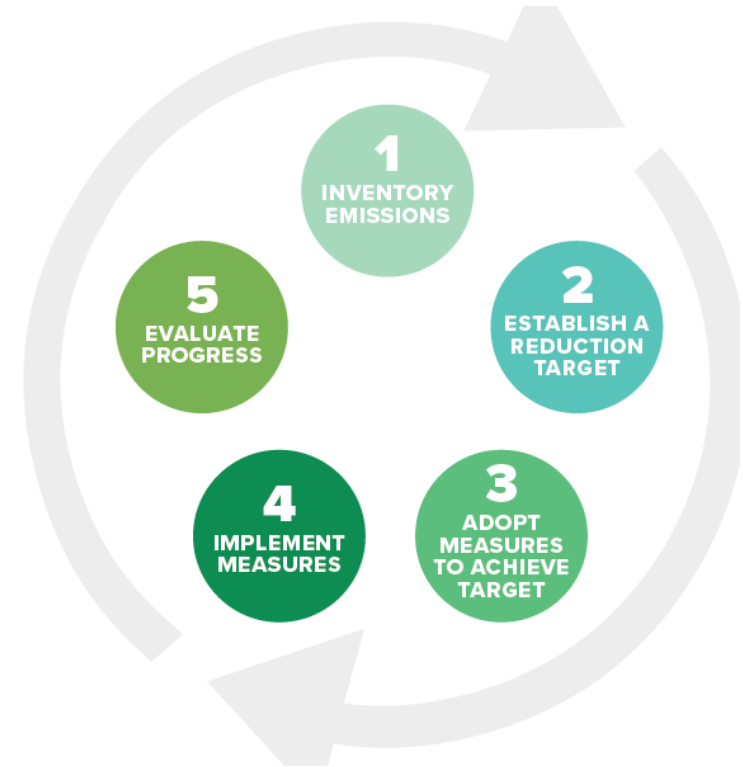 1
INVENTORY
EMISSIONS
2
ESTABLISH A
REDUCTION
TARGET
3
ADOPT
MEASURES
TO ACHIEVE
TARGET
4
IMPLEMENT
MEASURES
5
EVALUATE
PROGRESS